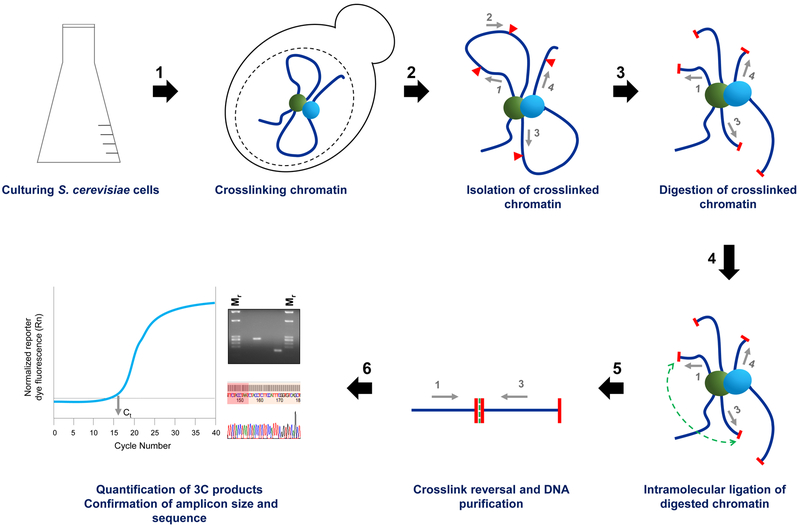 1
2
3
Culturing S. cerevisiae cells
Crosslinking chromatin
2
1
4
3
Isolation of crosslinked
chromatin
1
4
3
Digestion of crosslinked
chromatin
4
Normalized reporter
dye fluorescence (Rn)
Ct
0 5 10 15 20 25 30 35 40
Cycle Number
Mr Mr
150 160 170 18
Quantification of 3C products
Confirmation of amplicon size and
sequence
6
1 3
Crosslink reversal and DNA
purification
5
1
4
3
Intramolecular ligation of
digested chromatin